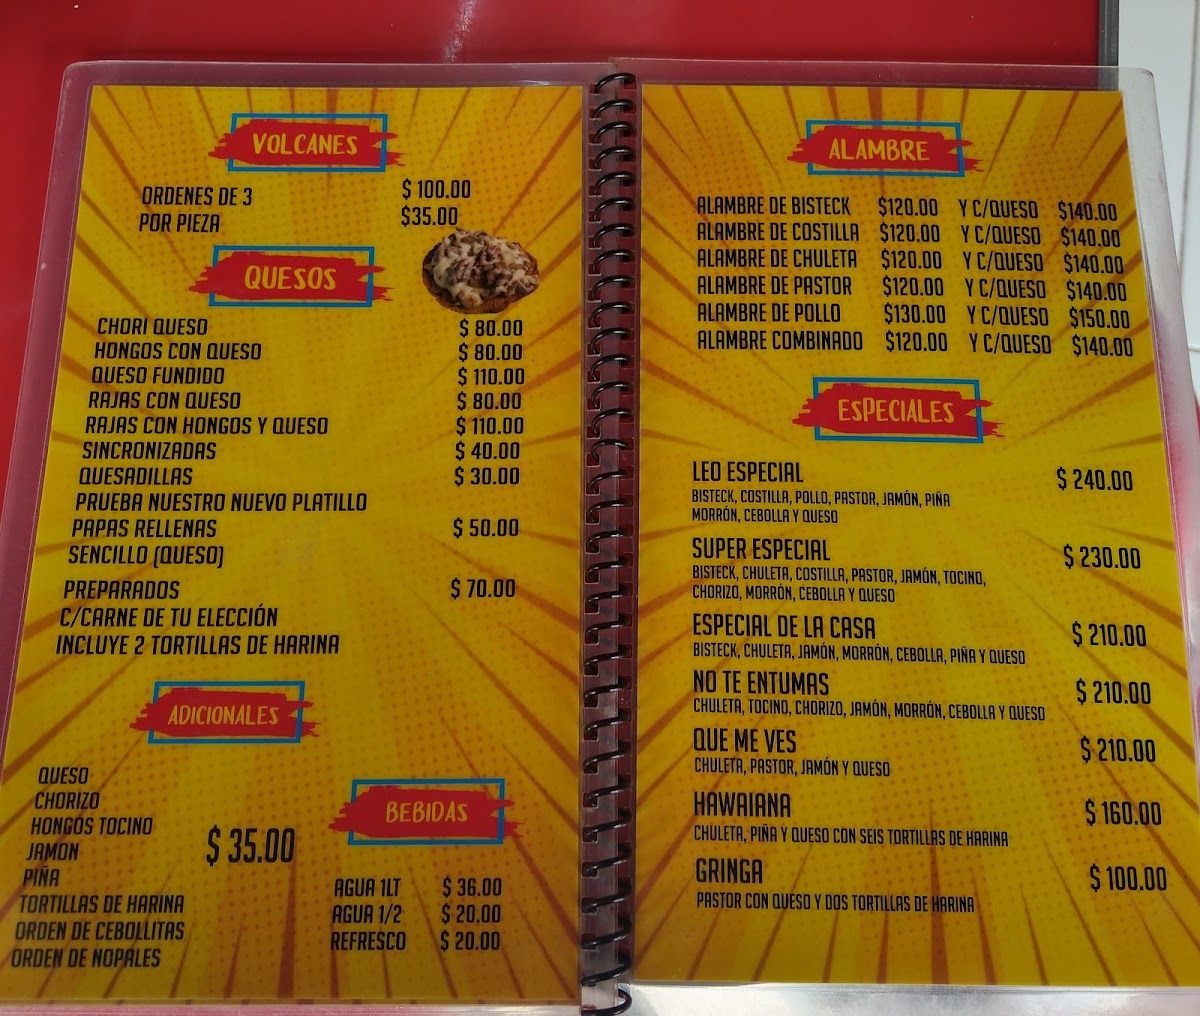 VOLCANES
ORDENES DE 3 $ 100.00
POR PIEZA $35.00
QUESOS
CHORI QUESO $ 80.00
HONGOS CON QUESO $ 80.00
QUESO FUNDIDO $ 110.00
RAJAS CON QUESO $ 80.00
RAJAS CON HONGOS Y QUESO $ 110.00
SINCRONIZADAS $ 40.00
QUESADILLAS $ 30.00
PRUEBA NUESTRO NUEVO PLATILLO
PAPAS RELLENAS $ 50.00
SENCILLO (QUESO)
PREPARADOS $ 70.00
C/CARNE DE TU ELECCIÓN
INCLUYE 2 TORTILLAS DE HARINA
ADICIONALES
QUESO
CHORIZO
HONGOS TOCINO
JAMON $ 35.00
PIÑA
TORTILLAS DE HARINA
ORDEN DE CEBOLLITAS
ORDEN DE NOPALES
BEBIDAS
AGUA 1LT $ 36.00
AGUA 1/2 $ 20.00
REFRESCO $ 20.00
ALAMBRE
ALAMBRE DE BISTECK $120.00 Y C/QUESO $140.00
ALAMBRE DE COSTILLA $120.00 Y C/QUESO $140.00
ALAMBRE DE CHULETA $120.00 Y C/QUESO $140.00
ALAMBRE DE PASTOR $120.00 Y C/QUESO $140.00
ALAMBRE DE POLLO $130.00 Y C/QUESO $150.00
ALAMBRE COMBINADO $120.00 Y C/QUESO $140.00
ESPECIALES
LEO ESPECIAL $ 240.00
BISTECK, COSTILLA, POLLO, PASTOR, JAMÓN, PIÑA
MORRÓN, CEBOLLA Y QUESO
SUPER ESPECIAL $ 230.00
BISTECK, CHULETA, COSTILLA, PASTOR, JAMÓN, TOCINO,
CHORIZO, MORRÓN, CEBOLLA Y QUESO
ESPECIAL DE LA CASA $ 210.00
BISTECK, CHULETA, JAMÓN, MORRÓN, CEBOLLA, PIÑA Y QUESO
NO TE ENTUMAS $ 210.00
CHULETA, TOCINO, CHORIZO, JAMÓN, MORRÓN, CEBOLLA Y QUESO
QUE ME VES $ 210.00
CHULETA, PASTOR, JAMÓN Y QUESO
HAWAIANA $ 160.00
CHULETA, PIÑA Y QUESO CON SEIS TORTILLAS DE HARINA
GRINGA $ 100.00
PASTOR CON QUESO Y DOS TORTILLAS DE HARINA